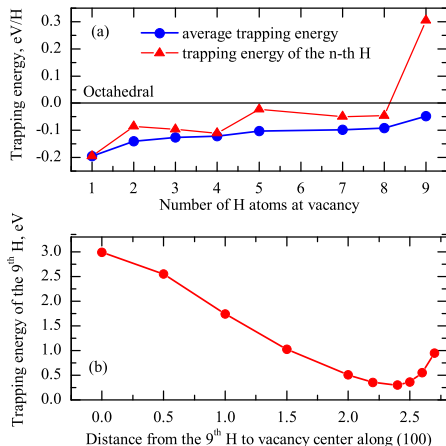 Trapping energy, eV/H
0.3
0.2
0.1
0.0
-0.1
-0.2
(a)
average trapping energy
trapping energy of the n-th H
Octahedral
1 2 3 4 5 6 7 8 9
Number of H atoms at vacancy
Trapping energy of the 9th H, eV
3.0
2.5
2.0
1.5
1.0
0.5
0.0
(b)
0.0 0.5 1.0 1.5 2.0 2.5
Distance from the 9th H to vacancy center along ⟨100⟩